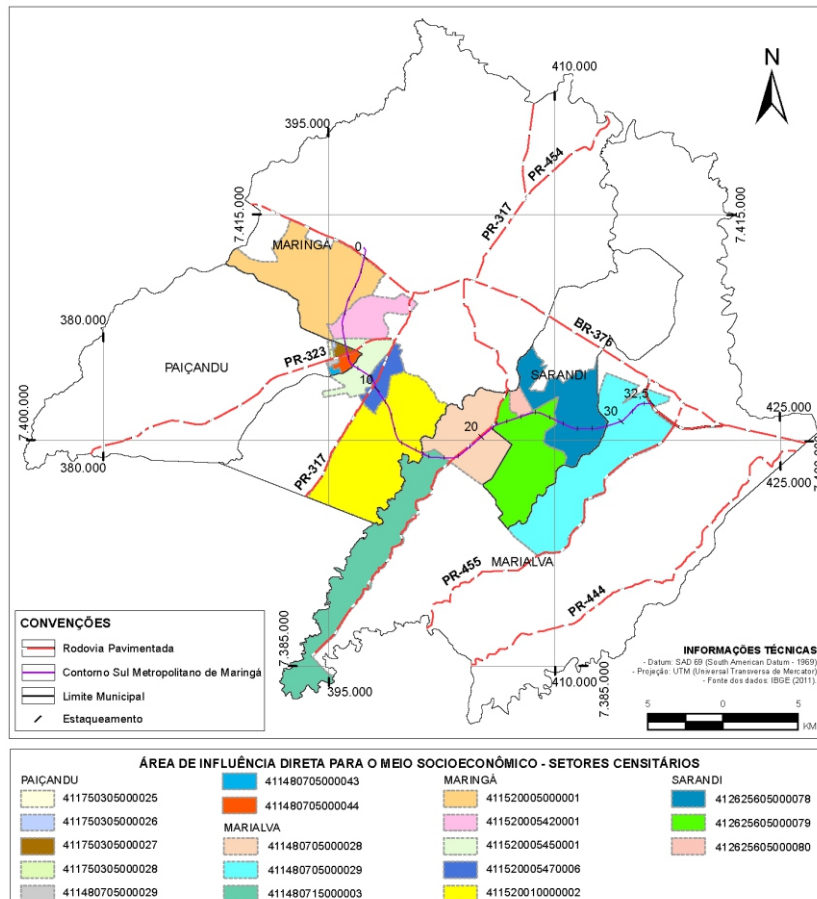 410.000
N
395.000
PR-454
PR-317
7.415.000
7.415.000
MARINGÁ
0
380.000
BR-376
PR-323
PAIÇANDU
SARANDI
10
32,5
30
20
425.000
7.400.000
380.000
425.000
PR-317
PR-455
MARIALVA
PR-444
7.385.000
395.000
410.000
7.385.000
CONVENÇÕES
Rodovia Pavimentada
Contorno Sul Metropolitano de Maringá
Limite Municipal
Estaqueamento
INFORMAÇÕES TÉCNICAS
- Datum: SAD 69 (South American Datum - 1969)
- Projeção: UTM (Universal Transversa de Mercator)
- Fonte dos dados: IBGE (2011).
5 0 5
KM
ÁREA DE INFLUÊNCIA DIRETA PARA O MEIO SOCIOECONÔMICO - SETORES CENSITÁRIOS
PAIÇANDU
411750305000025
411750305000026
411750305000027
411750305000028
411480705000029
411480705000043
411480705000044
MARIALVA
411480705000028
411480705000029
411480715000003
MARINGÁ
411520005000001
411520005420001
411520005450001
411520005470006
411520010000002
SARANDI
412625605000078
412625605000079
412625605000080